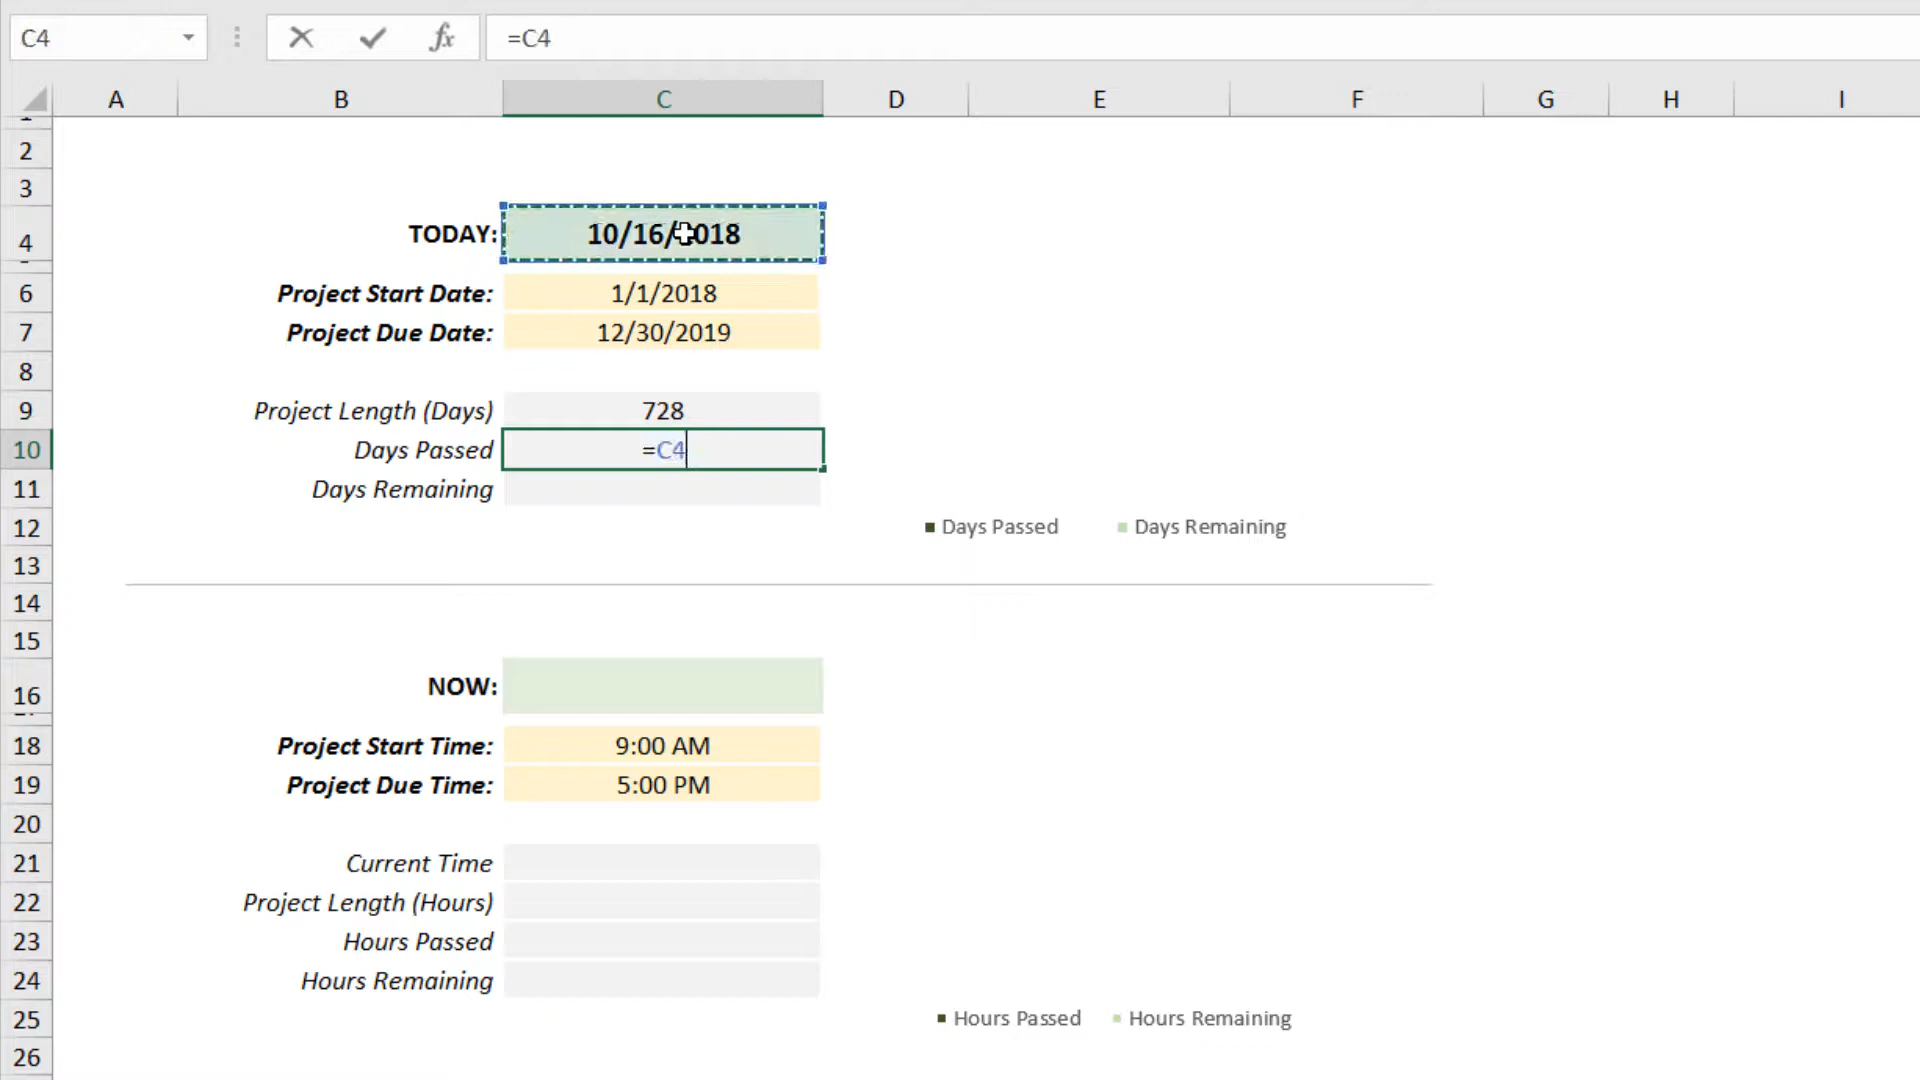 C4 fx =C4
A B C D E F G H I
2
3
4 TODAY: 10/16/2018
6 Project Start Date: 1/1/2018
7 Project Due Date: 12/30/2019
8
9 Project Length (Days) 728
10 Days Passed =C4
11 Days Remaining
12 Days Passed Days Remaining
13
14
15
16 NOW:
18 Project Start Time: 9:00 AM
19 Project Due Time: 5:00 PM
20
21 Current Time
22 Project Length (Hours)
23 Hours Passed
24 Hours Remaining
25 Hours Passed Hours Remaining
26